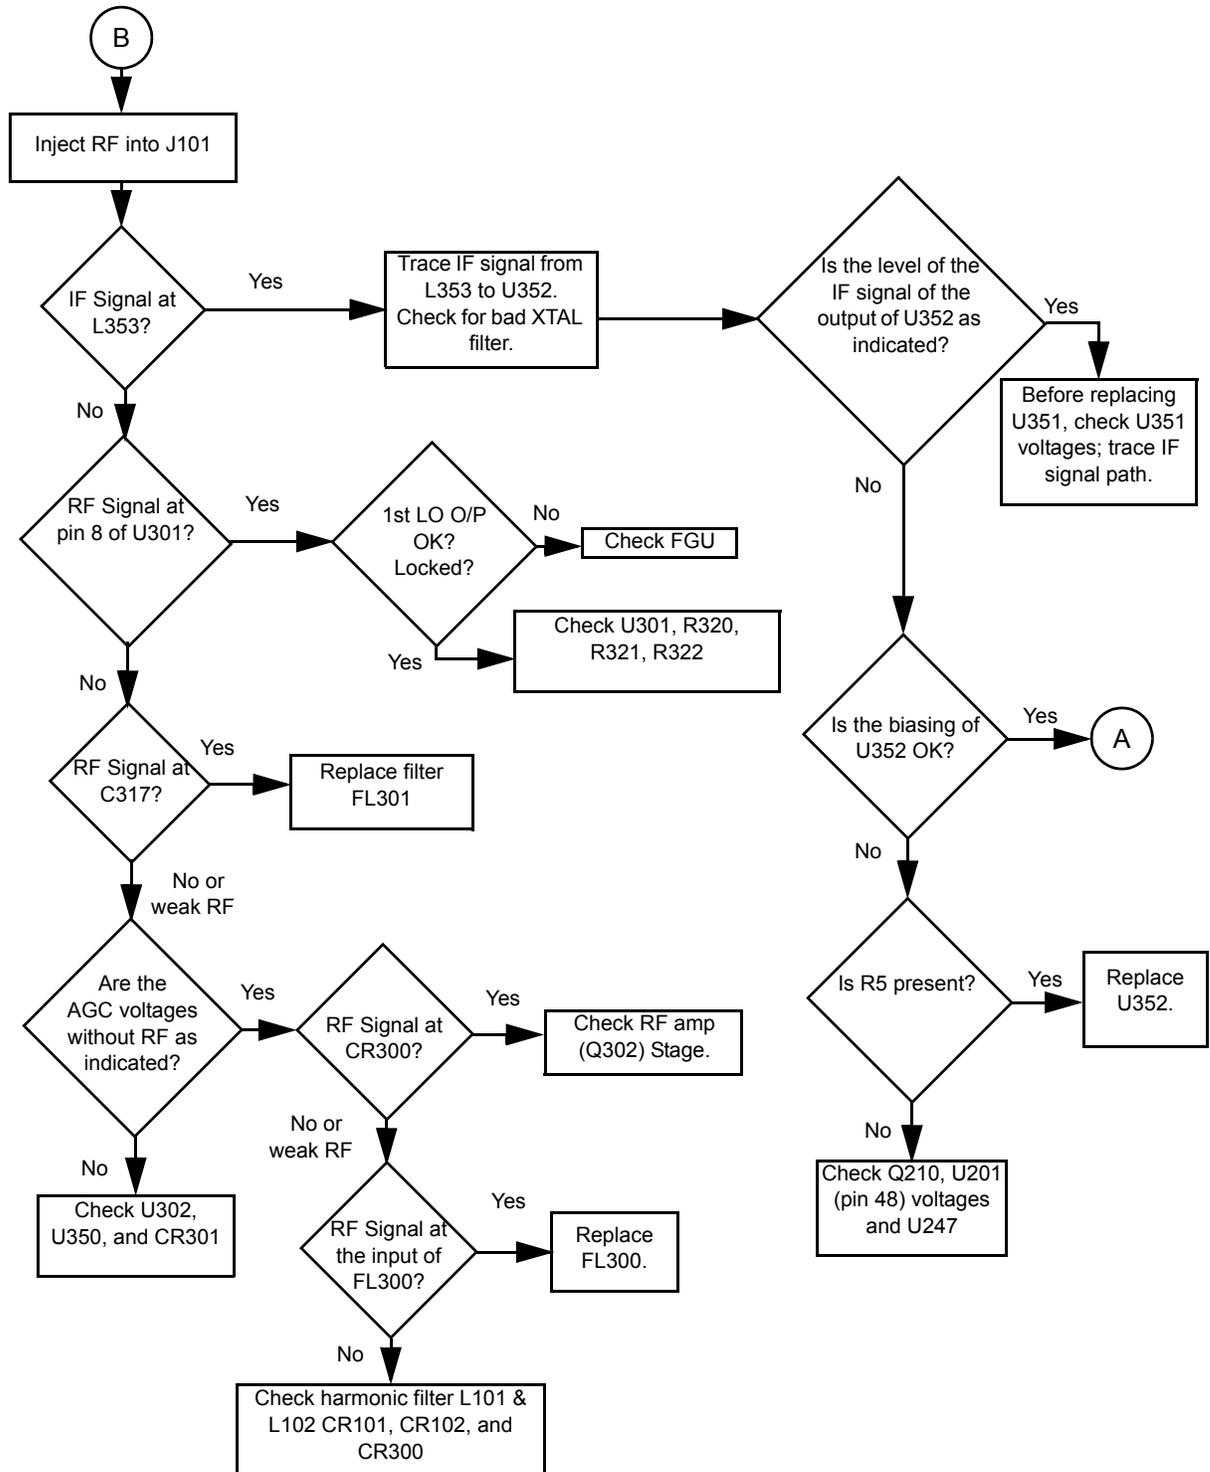 B
Inject RF into J101
IF Signal at
L353?
Yes
Trace IF signal from
L353 to U352.
Check for bad XTAL
filter.
Is the level of the
IF signal of the
output of U352 as
indicated?
Yes
Before replacing
U351, check U351
voltages; trace IF
signal path.
No
No
RF Signal at
pin 8 of U301?
Yes
1st LO O/P
OK?
Locked?
No
Check FGU
Yes
Check U301, R320,
R321, R322
No
RF Signal at
C317?
Yes
Replace filter
FL301
Is the biasing of
U352 OK?
Yes
A
No
No or
weak RF
Are the
AGC voltages
without RF as
indicated?
Yes
RF Signal at
CR300?
Yes
Check RF amp
(Q302) Stage.
Is R5 present?
Yes
Replace
U352.
No
Check Q210, U201
(pin 48) voltages
and U247
No
Check U302,
U350, and CR301
No or
weak RF
RF Signal at
the input of
FL300?
Yes
Replace
FL300.
No
Check harmonic filter L101 &
L102 CR101, CR102, and
CR300